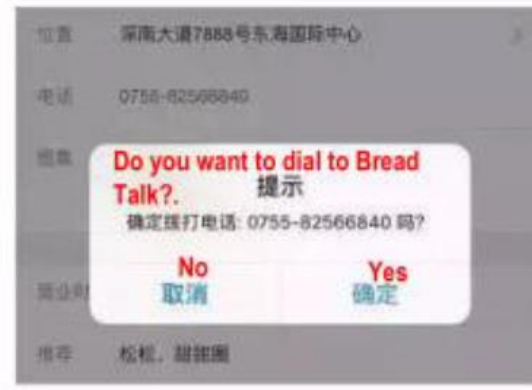 位置 深南大道7888号东海国际中心
电话 0755-82566840
Do you want to dial to Bread
Talk?.
提示
确定拨打电话: 0755-82566840 吗?
No
Yes
取消
确定
推荐 松松，甜甜圈